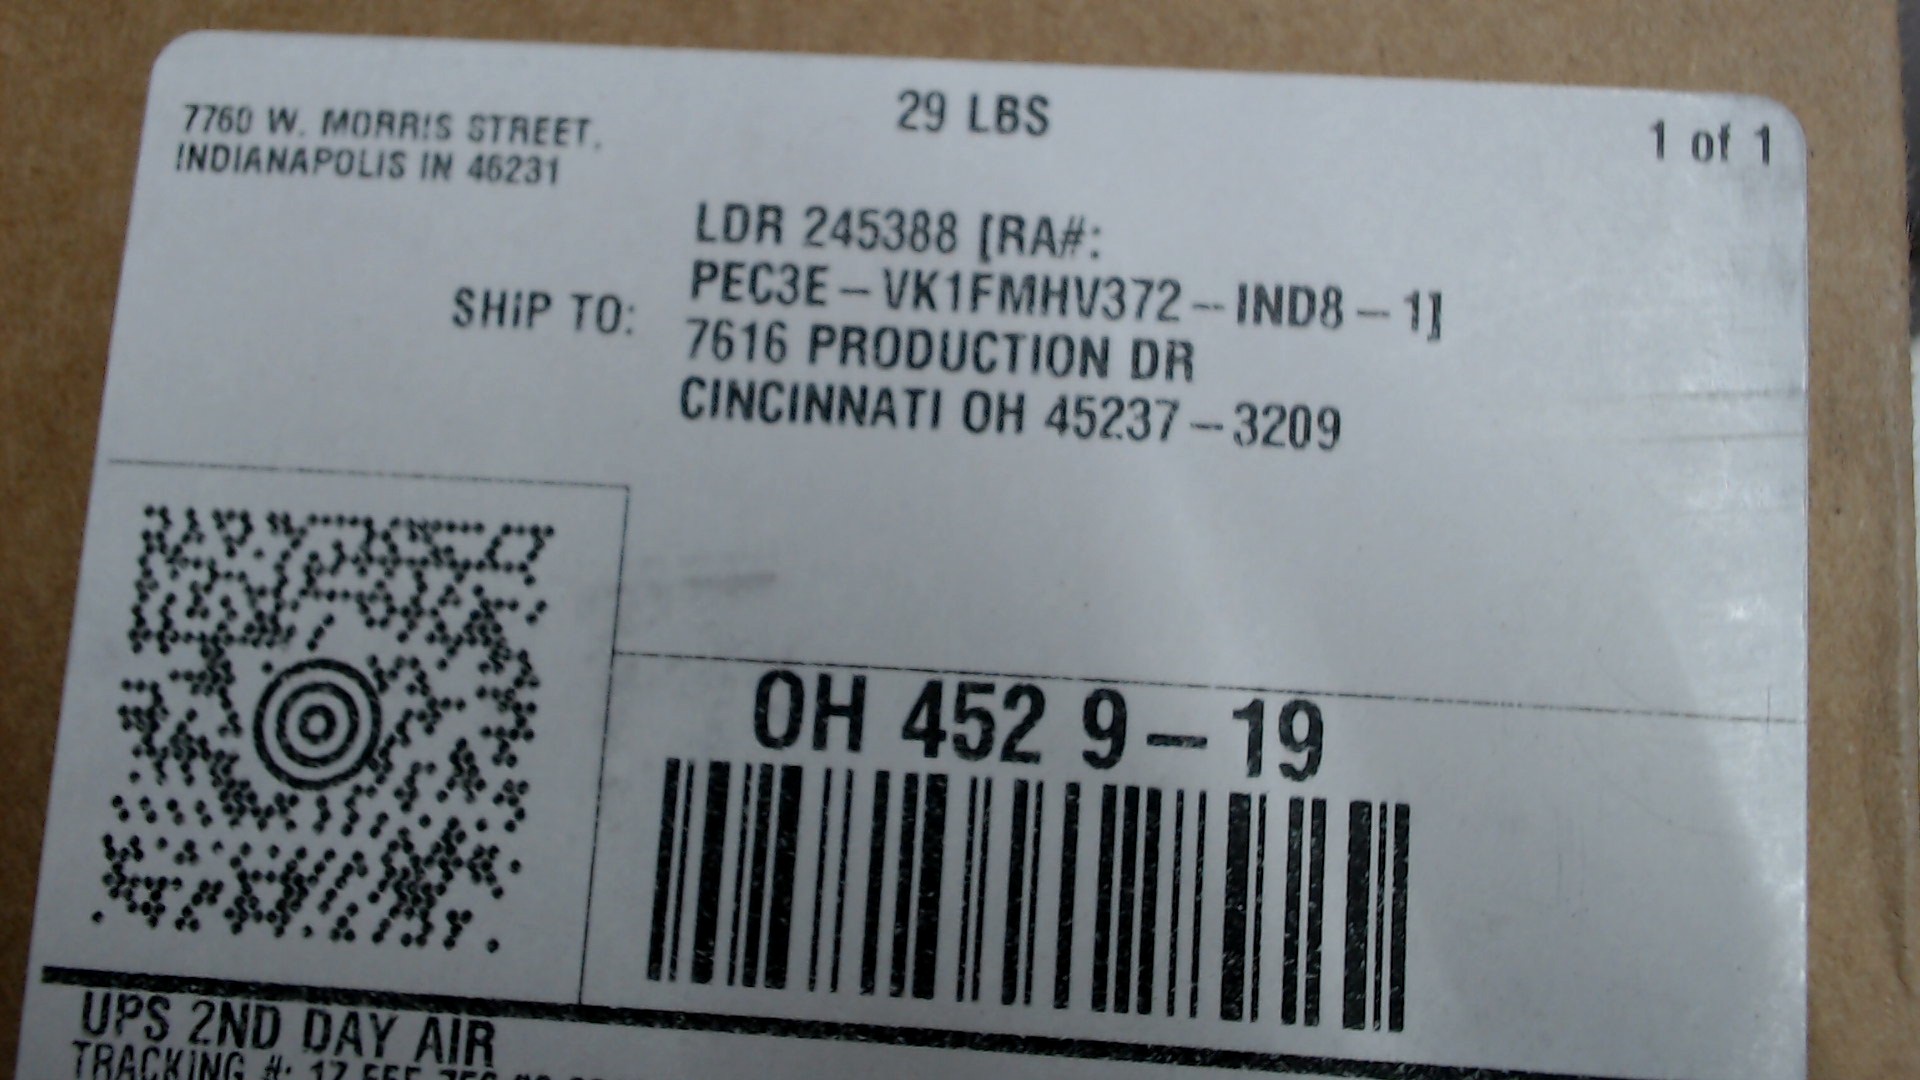 7760 W. MORRIS STREET,
INDIANAPOLIS IN 46231
29 LBS
1 of 1
SHIP TO:
LDR 245388 [RA#:
PEC3E-VK1FMHV372-IND8-1]
7616 PRODUCTION DR
CINCINNATI OH 45237-3209
OH 452 9-19
UPS 2ND DAY AIR
TRACKING #: